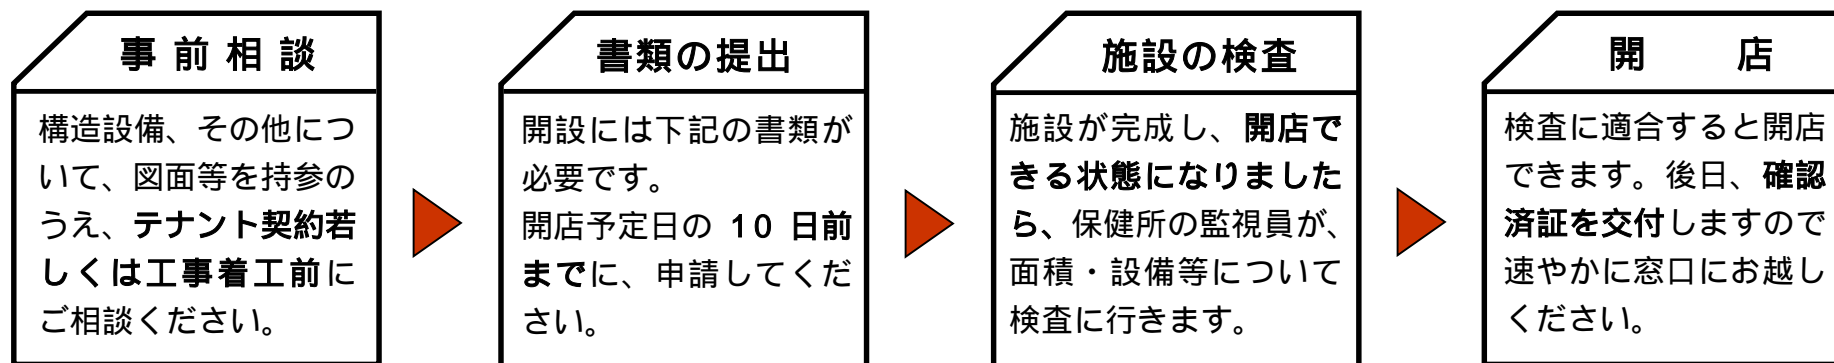 事前相談
構造設備、その他につ
いて、図面等を持参の
うえ、テナント契約若
しくは工事着工前に
ご相談ください。
書類の提出
開設には下記の書類が
必要です。
開店予定日の 10 日前
までに、申請してくだ
さい。
施設の検査
施設が完成し、開店で
きる状態になりました
ら、保健所の監視員が、
面積・設備等について
検査に行きます。
開　店
検査に適合すると開店
できます。後日、確認
済証を交付しますので
速やかに窓口にお越し
ください。